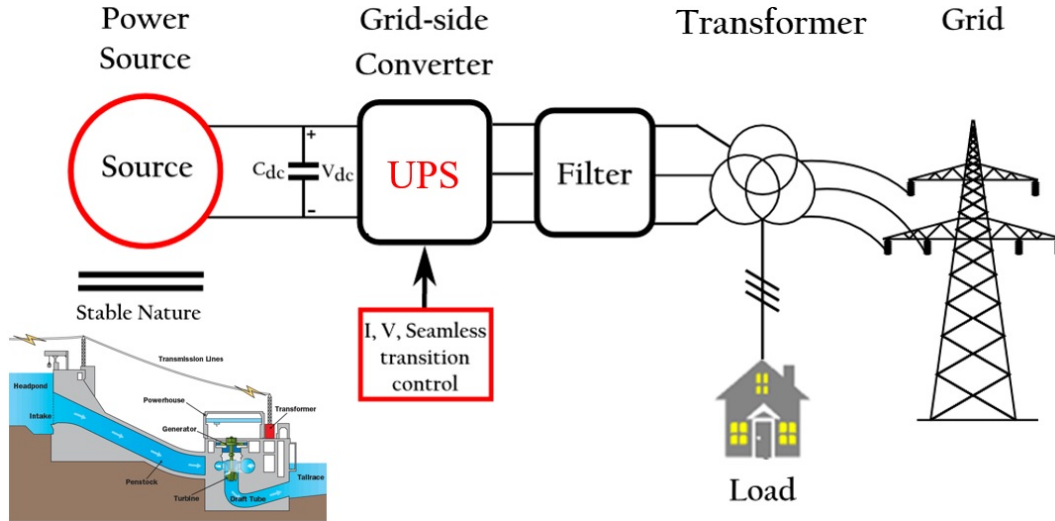 Power
Source
Grid-side
Converter
Transformer
Grid
Source
+
Cdc
Vdc
-
UPS
Filter
Stable Nature
I, V, Seamless
transition
control
Transmission Lines
Headpond
Intake
Powerhouse
Generator
Transformer
Penstock
Turbine
Draft Tube
Tailrace
Load